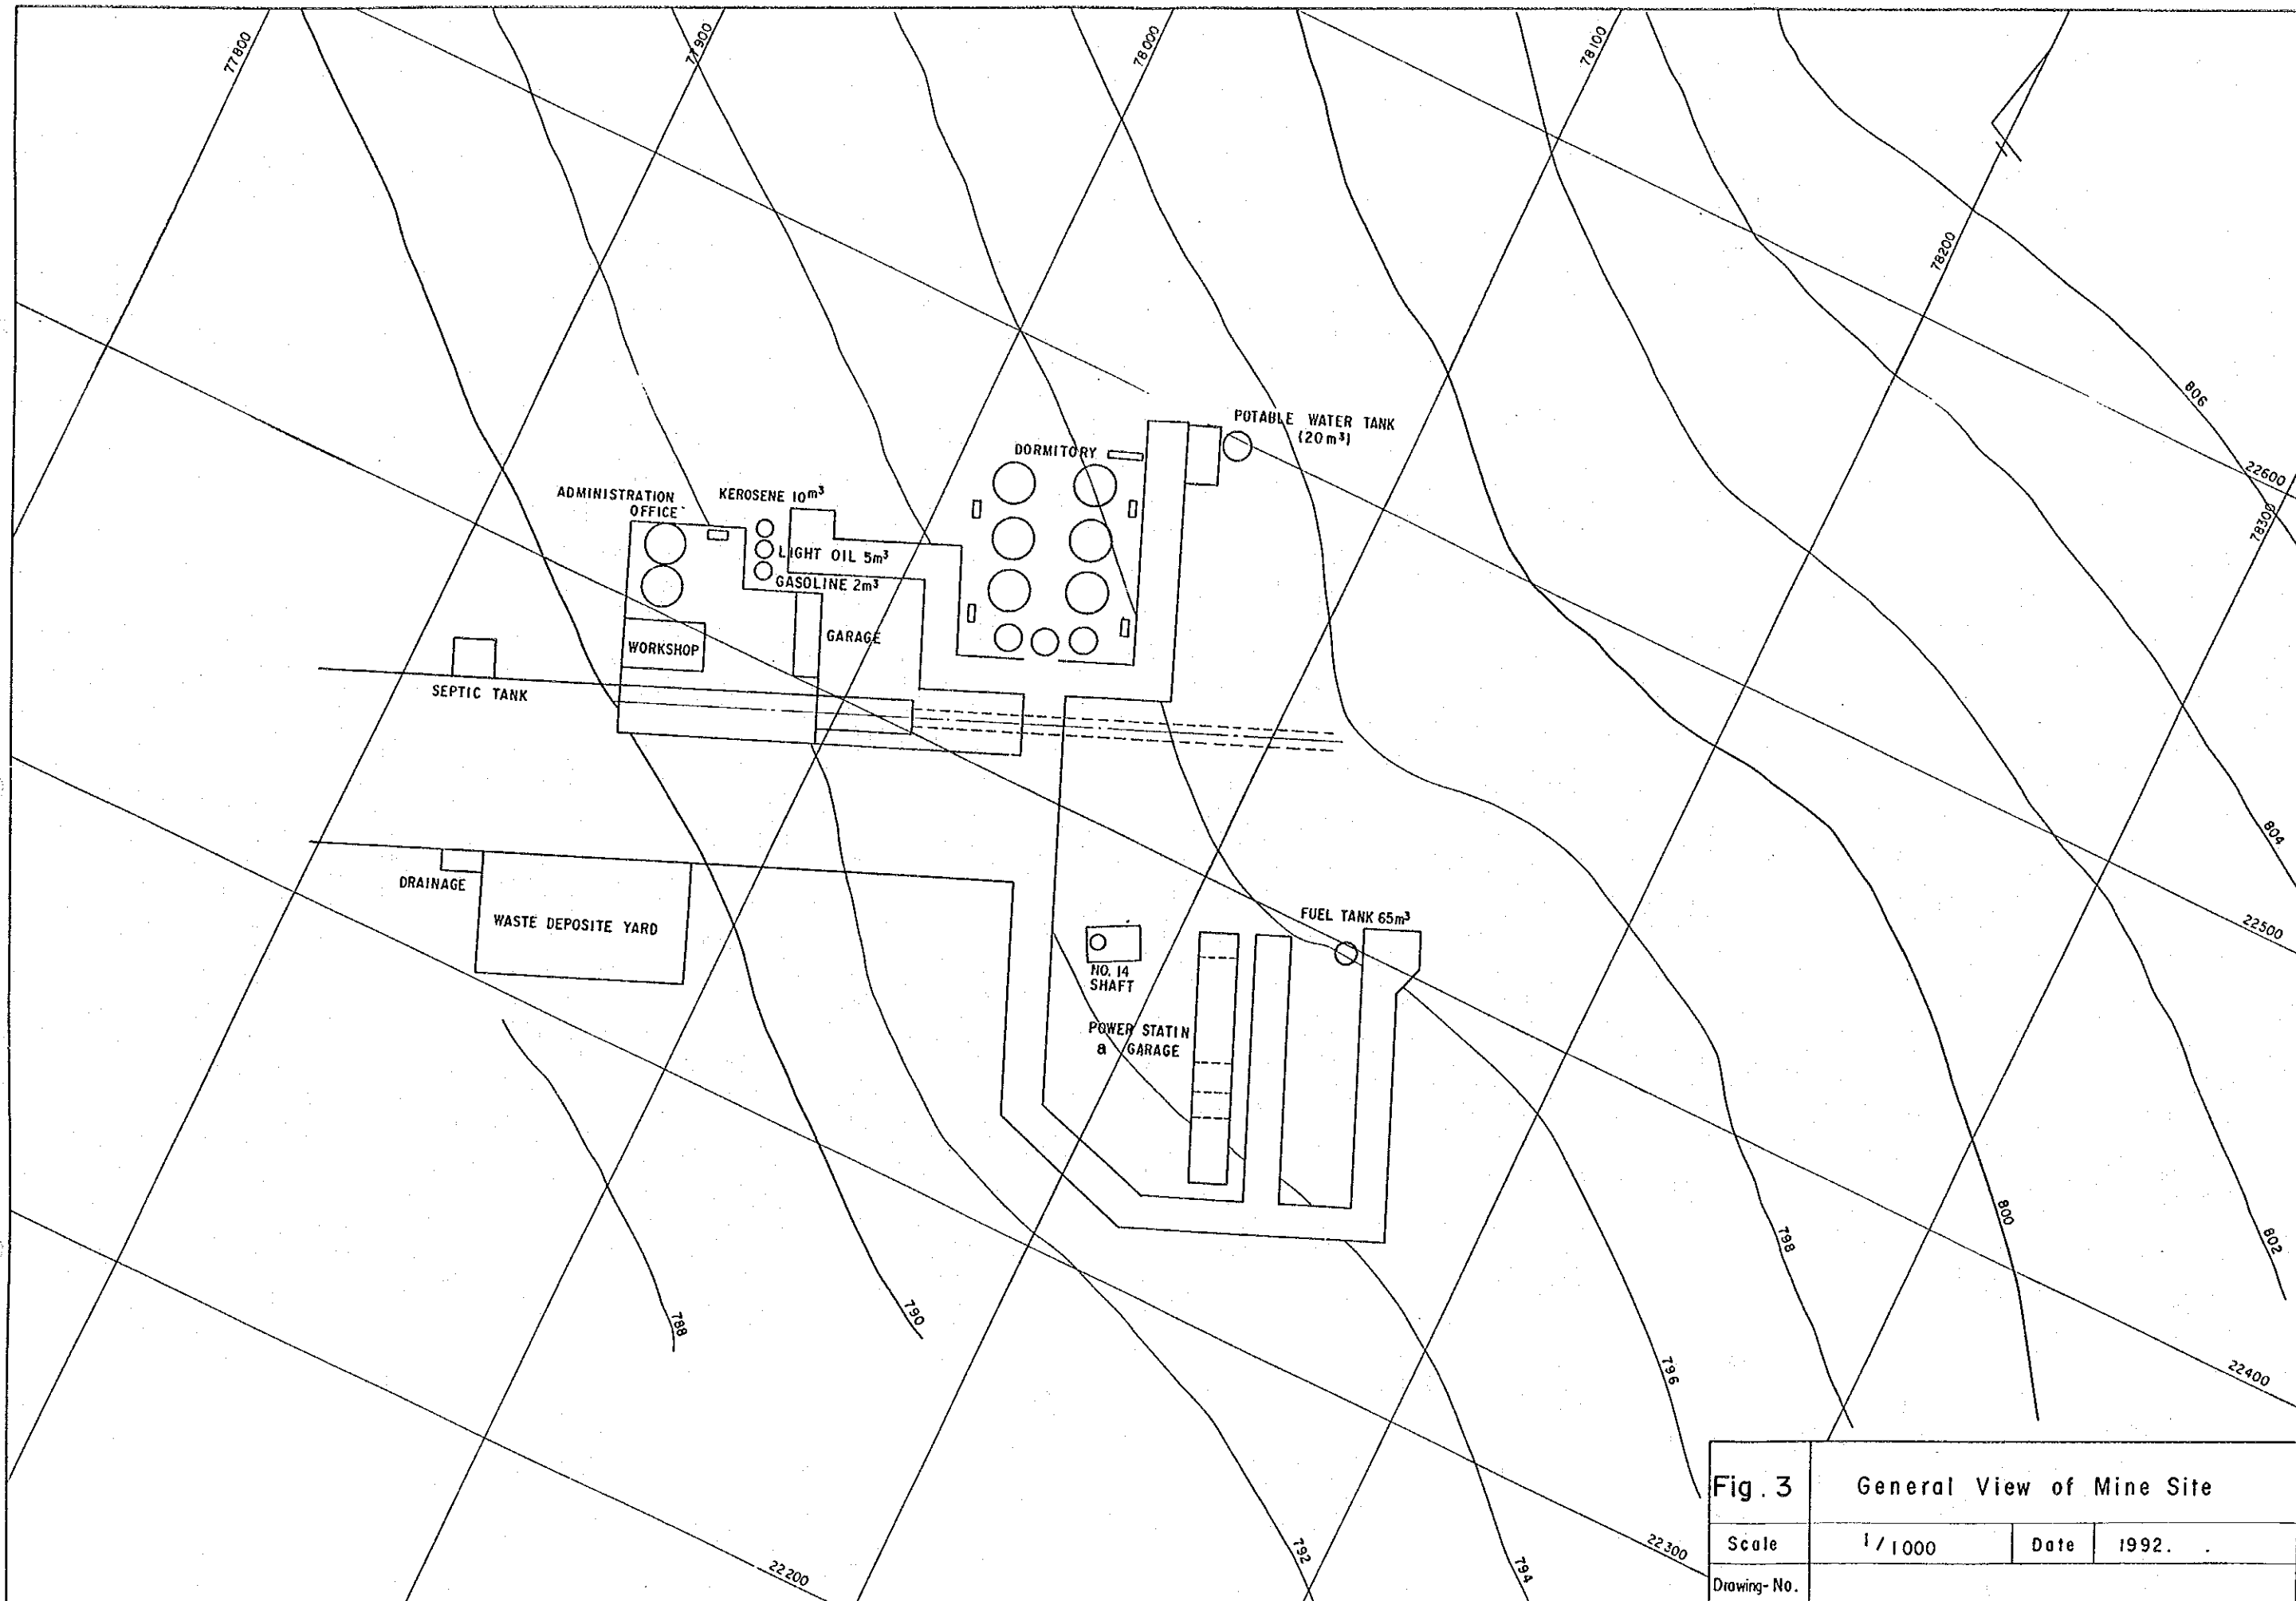 77800
77900
78000
78100
78200
806
22600
78300
POTABLE WATER TANK
(20m³)
DORMITORY
ADMINISTRATION
OFFICE
KEROSENE 10m³
LIGHT OIL 5m³
GASOLINE 2m³
GARAGE
WORKSHOP
SEPTIC TANK
804
DRAINAGE
WASTE DEPOSITE YARD
FUEL TANK 65m³
22500
NO. 14
SHAFT
POWER STATIN
a GARAGE
800
798
802
790
788
796
22400
792
794
22300
22200
Fig. 3 General View of Mine Site
Scale 1/1000 Date 1992. .
Drawing-No.